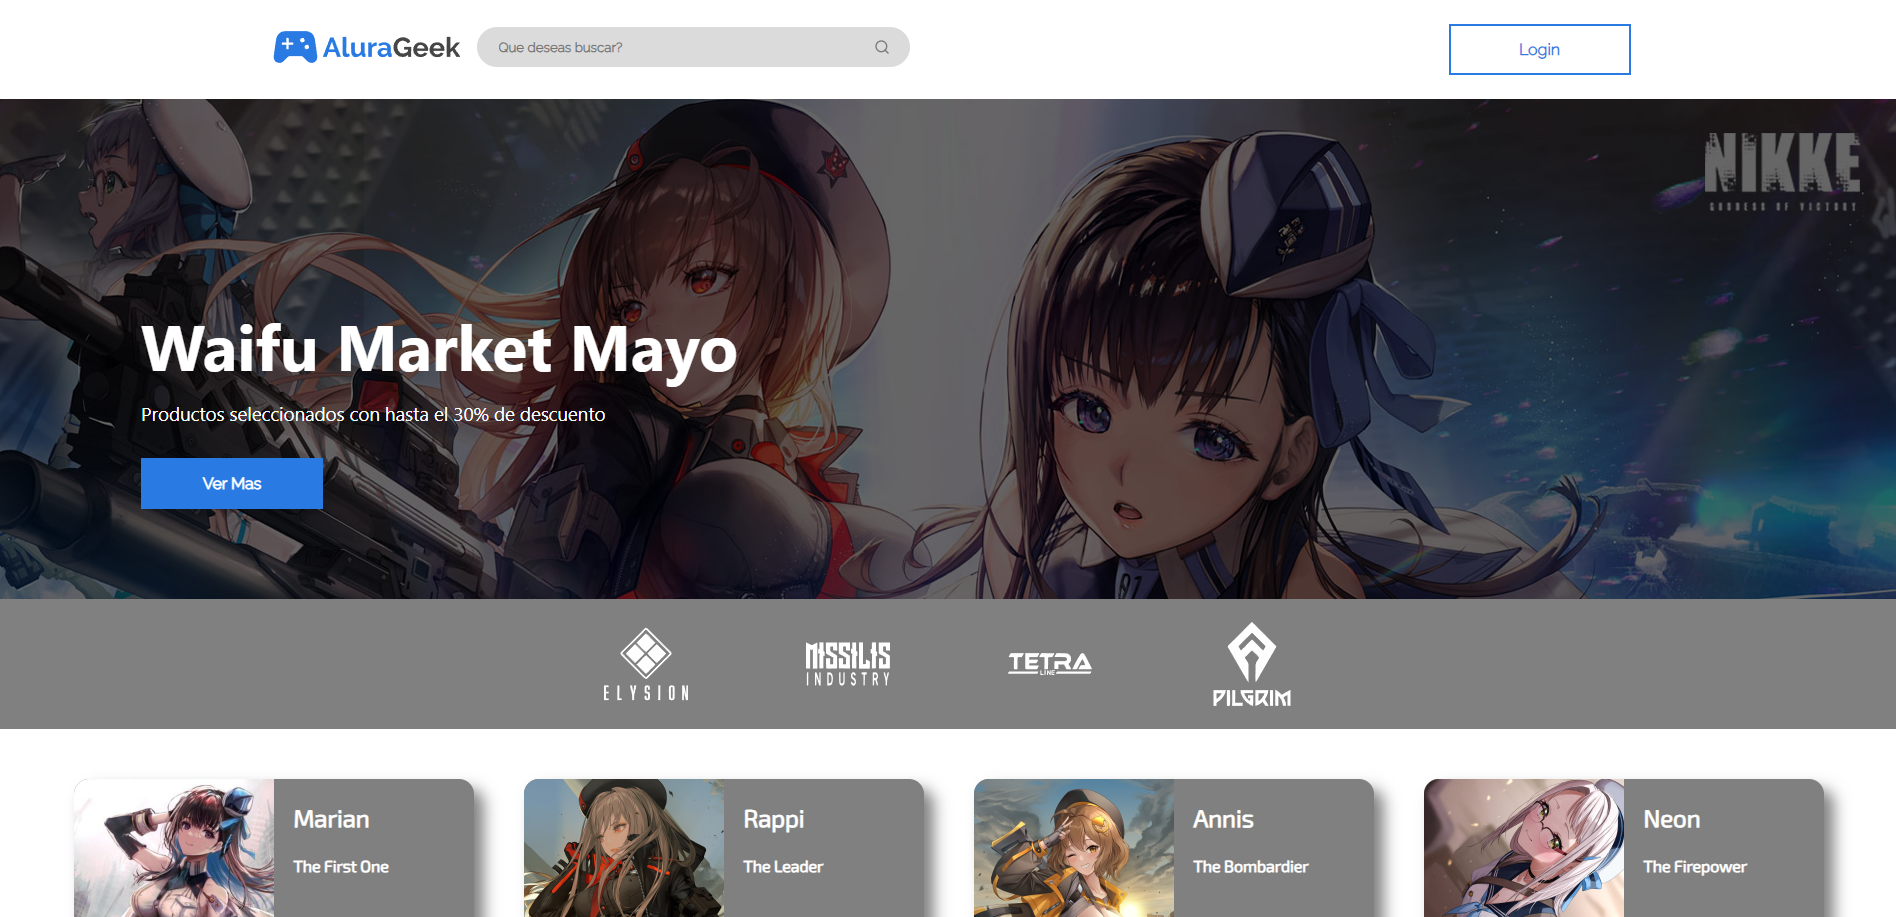 AluraGeek
Que deseas buscar?
Login
NIKKE
GODDESS OF VICTORY
Waifu Market Mayo
Productos seleccionados con hasta el 30% de descuento
Ver Mas
ELYSION
MISSILIS
INDUSTRY
TETRA
LINE
PILGRIM
Marian
The First One
Rappi
The Leader
Annis
The Bombardier
Neon
The Firepower